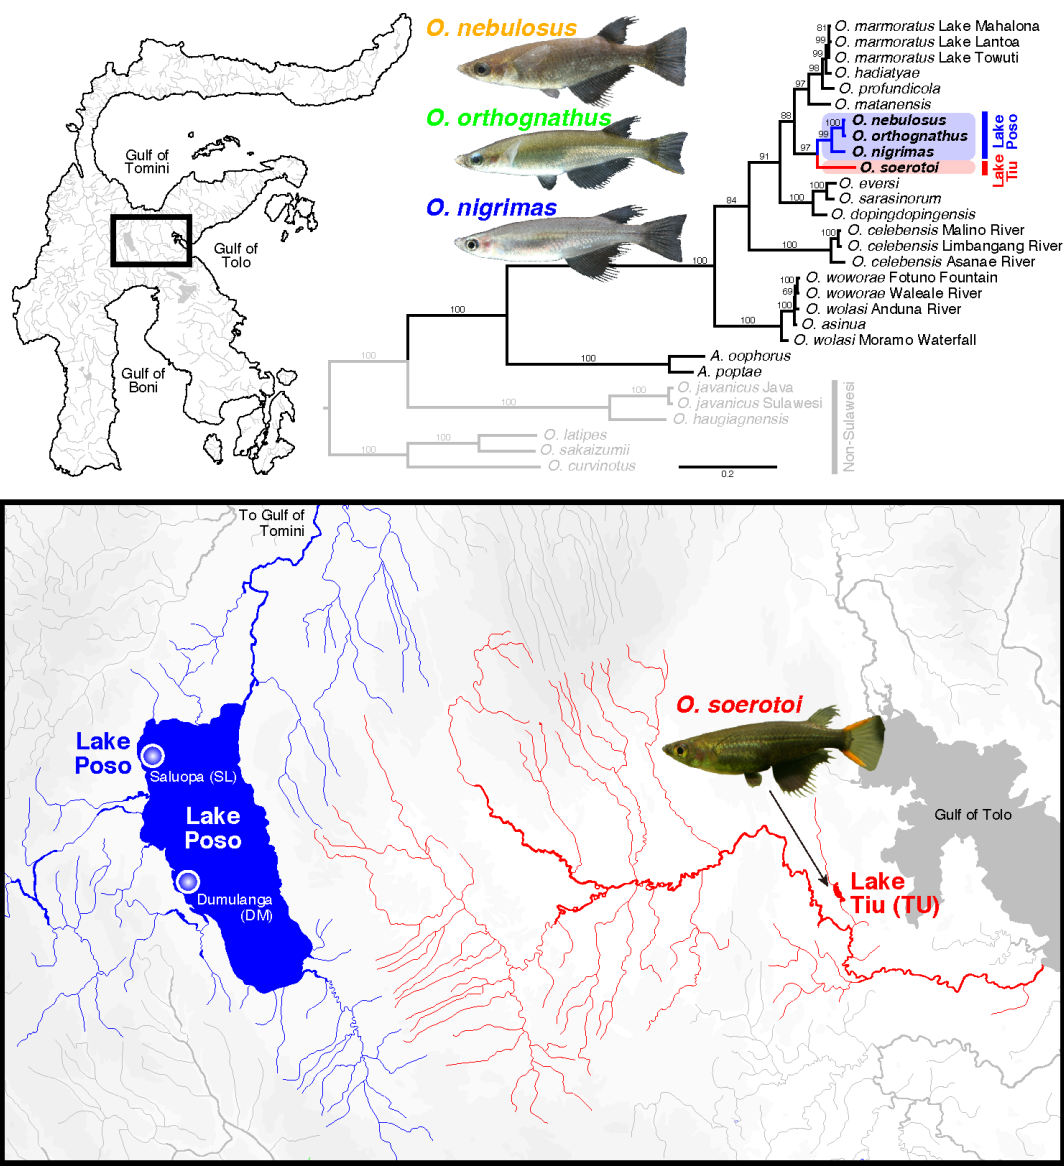 O. nebulosus
O. orthognathus
O. nigrimas
Gulf of
Tomini
Gulf of
Tolo
Gulf of
Boni
81
O. marmoratus Lake Mahalona
99
O. marmoratus Lake Lantoa
99
O. marmoratus Lake Towuti
98
O. hadiatyae
97
O. profundicola
O. matanensis
88
100
O. nebulosus
99
O. orthognathus
97
O. nigrimas
O. soerotoi
Lake
Poso
Lake
Tiu
91
O. eversi
100
O. sarasinorum
100
O. dopingdopingensis
84
O. celebensis Malino River
100
O. celebensis Limbangang River
100
O. celebensis Asanae River
100
O. woworae Fotuno Fountain
100
O. woworae Waleale River
69
O. wolasi Anduna River
100
O. asinua
100
O. wolasi Moramo Waterfall
100
A. oophorus
100
A. poptae
100
O. javanicus Java
100
O. javanicus Sulawesi
100
O. haugiagnensis
O. latipes
100
O. sakaizumii
100
O. curvinotus
Non-Sulawesi
0.2
To Gulf of
Tomini
Lake
Poso
Saluopa (SL)
Lake
Poso
Dumulanga
(DM)
O. soerotoi
Gulf of Tolo
Lake
Tiu (TU)